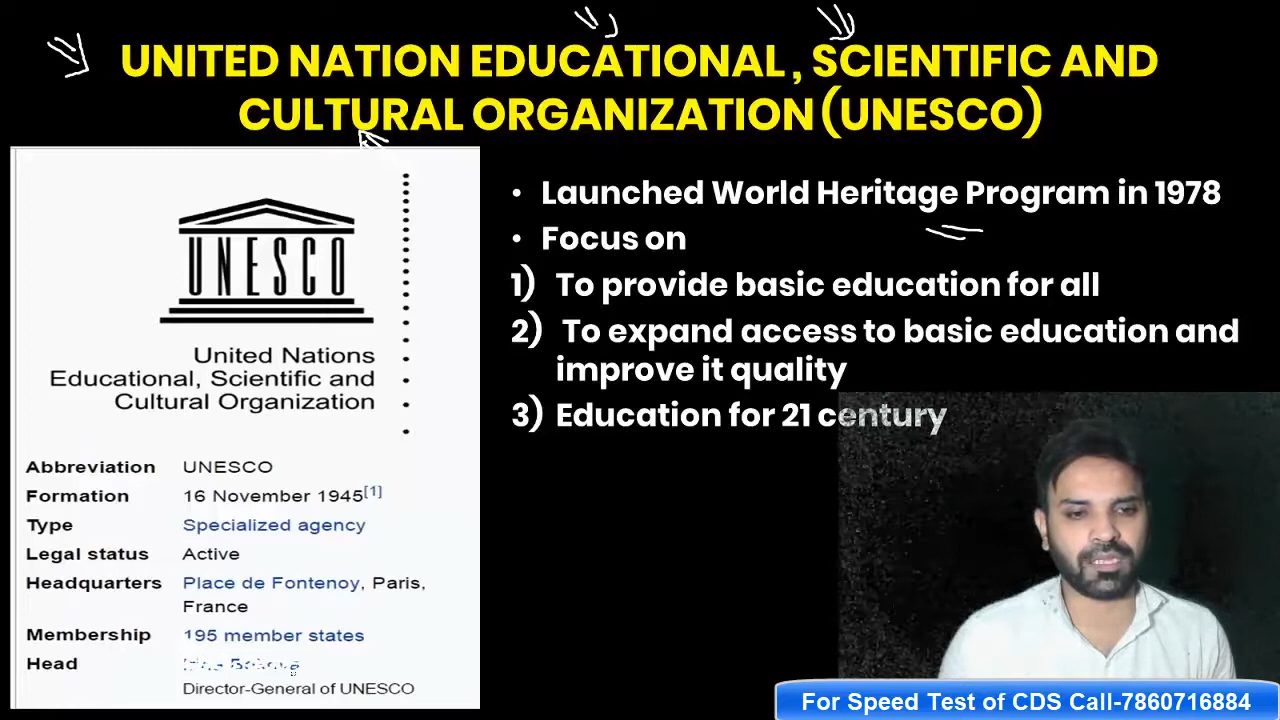 UNITED NATION EDUCATIONAL, SCIENTIFIC AND
CULTURAL ORGANIZATION (UNESCO)
UNESCO
United Nations
Educational, Scientific and
Cultural Organization
Abbreviation UNESCO
Formation 16 November 1945[1]
Type Specialized agency
Legal status Active
Headquarters Place de Fontenoy, Paris,
France
Membership 195 member states
Head
Director-General of UNESCO
• Launched World Heritage Program in 1978
• Focus on
1) To provide basic education for all
2) To expand access to basic education and
improve it quality
3) Education for 21 century
For Speed Test of CDS Call-7860716884